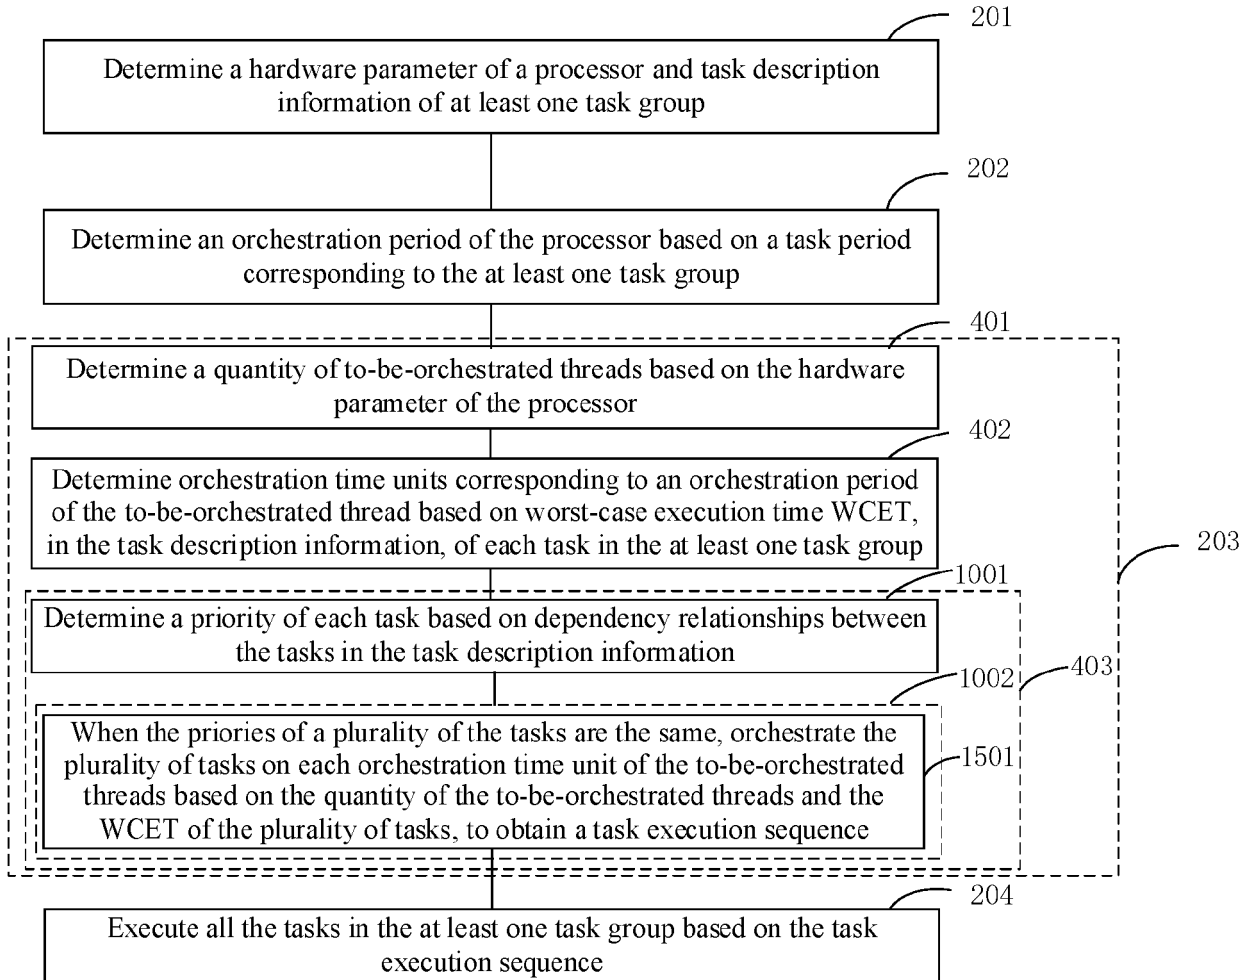 201
Determine a hardware parameter of a processor and task description
information of at least one task group
202
Determine an orchestration period of the processor based on a task period
corresponding to the at least one task group
401
Determine a quantity of to-be-orchestrated threads based on the hardware
parameter of the processor
402
Determine orchestration time units corresponding to an orchestration period
of the to-be-orchestrated thread based on worst-case execution time WCET,
in the task description information, of each task in the at least one task group
203
1001
Determine a priority of each task based on dependency relationships between
the tasks in the task description information
403
1002
When the priories of a plurality of the tasks are the same, orchestrate the
plurality of tasks on each orchestration time unit of the to-be-orchestrated
threads based on the quantity of the to-be-orchestrated threads and the
WCET of the plurality of tasks, to obtain a task execution sequence
1501
204
Execute all the tasks in the at least one task group based on the task
execution sequence